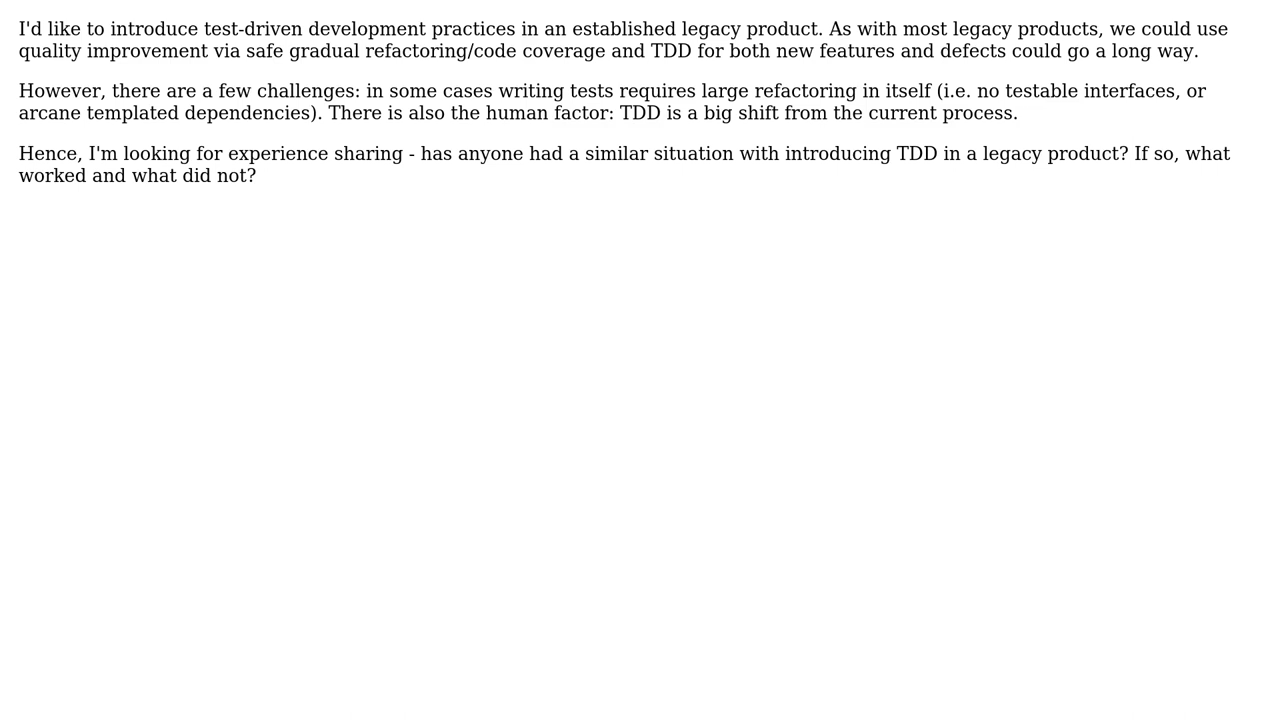 I'd like to introduce test-driven development practices in an established legacy product. As with most legacy products, we could use
quality improvement via safe gradual refactoring/code coverage and TDD for both new features and defects could go a long way.
However, there are a few challenges: in some cases writing tests requires large refactoring in itself (i.e. no testable interfaces, or
arcane templated dependencies). There is also the human factor: TDD is a big shift from the current process.
Hence, I'm looking for experience sharing - has anyone had a similar situation with introducing TDD in a legacy product? If so, what
worked and what did not?